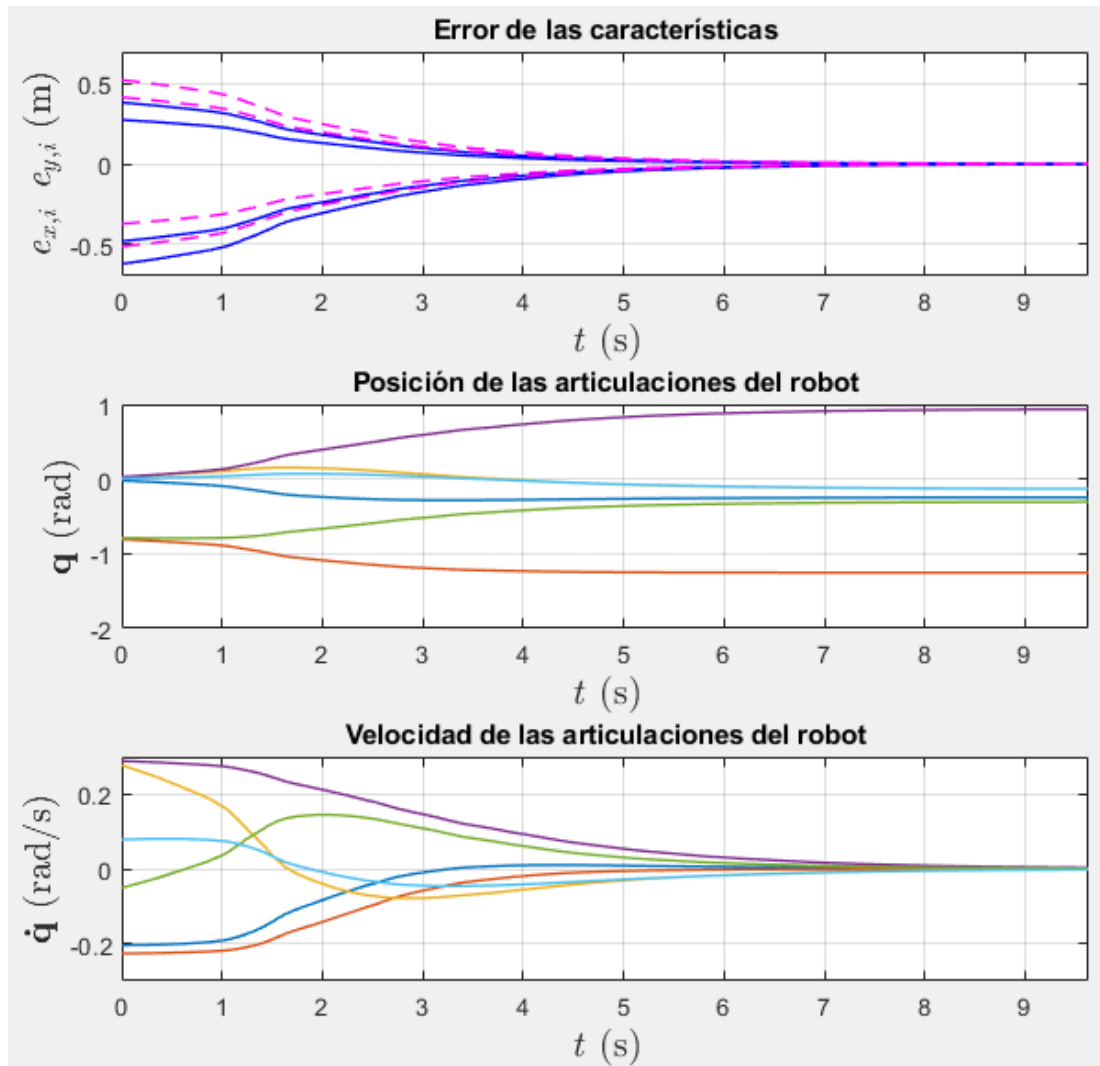 Error de las características
e_{x,i} e_{y,i} (m)
0.5
0
-0.5
0 1 2 3 4 5 6 7 8 9
t (s)
Posición de las articulaciones del robot
q (rad)
1
0
-1
-2
0 1 2 3 4 5 6 7 8 9
t (s)
Velocidad de las articulaciones del robot
q̇ (rad/s)
0.2
0
-0.2
0 1 2 3 4 5 6 7 8 9
t (s)